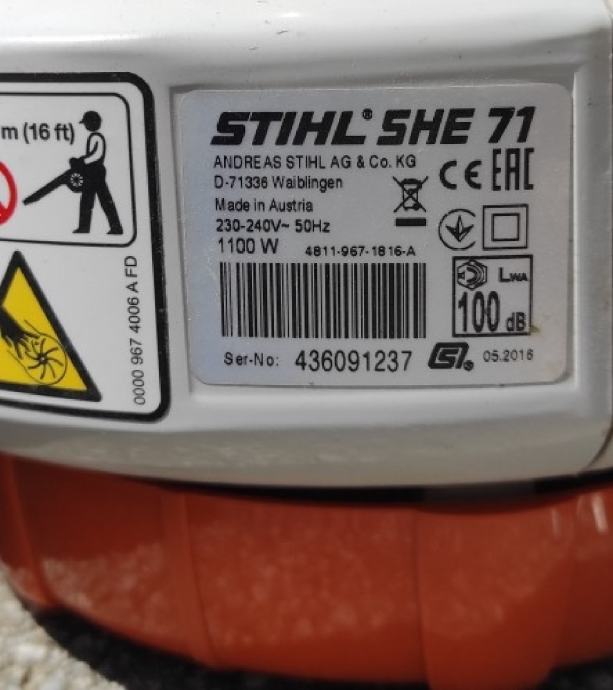 m (16 ft)
0000 967 4006 A FD
STIHL® SHE 71
ANDREAS STIHL AG & Co. KG
D-71336 Waiblingen
Made in Austria
230-240V~ 50Hz
1100 W
4811-967-1816-A
CE EAC
LWA
100 dB
Ser-No: 436091237
05.2016